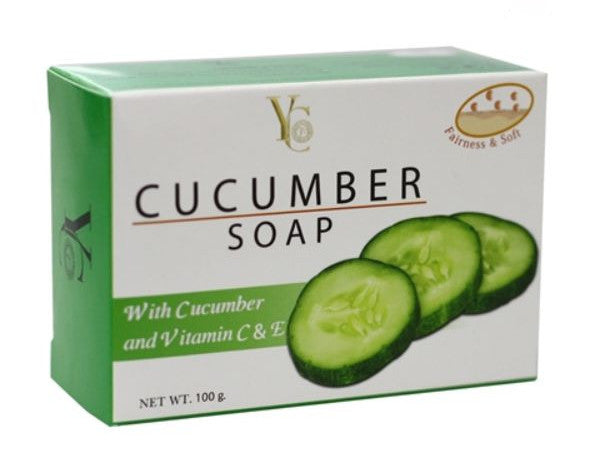 YC
Fairness & Soft
CUCUMBER
SOAP
With Cucumber
and Vitamin C & E
NET WT. 100 g.
YC